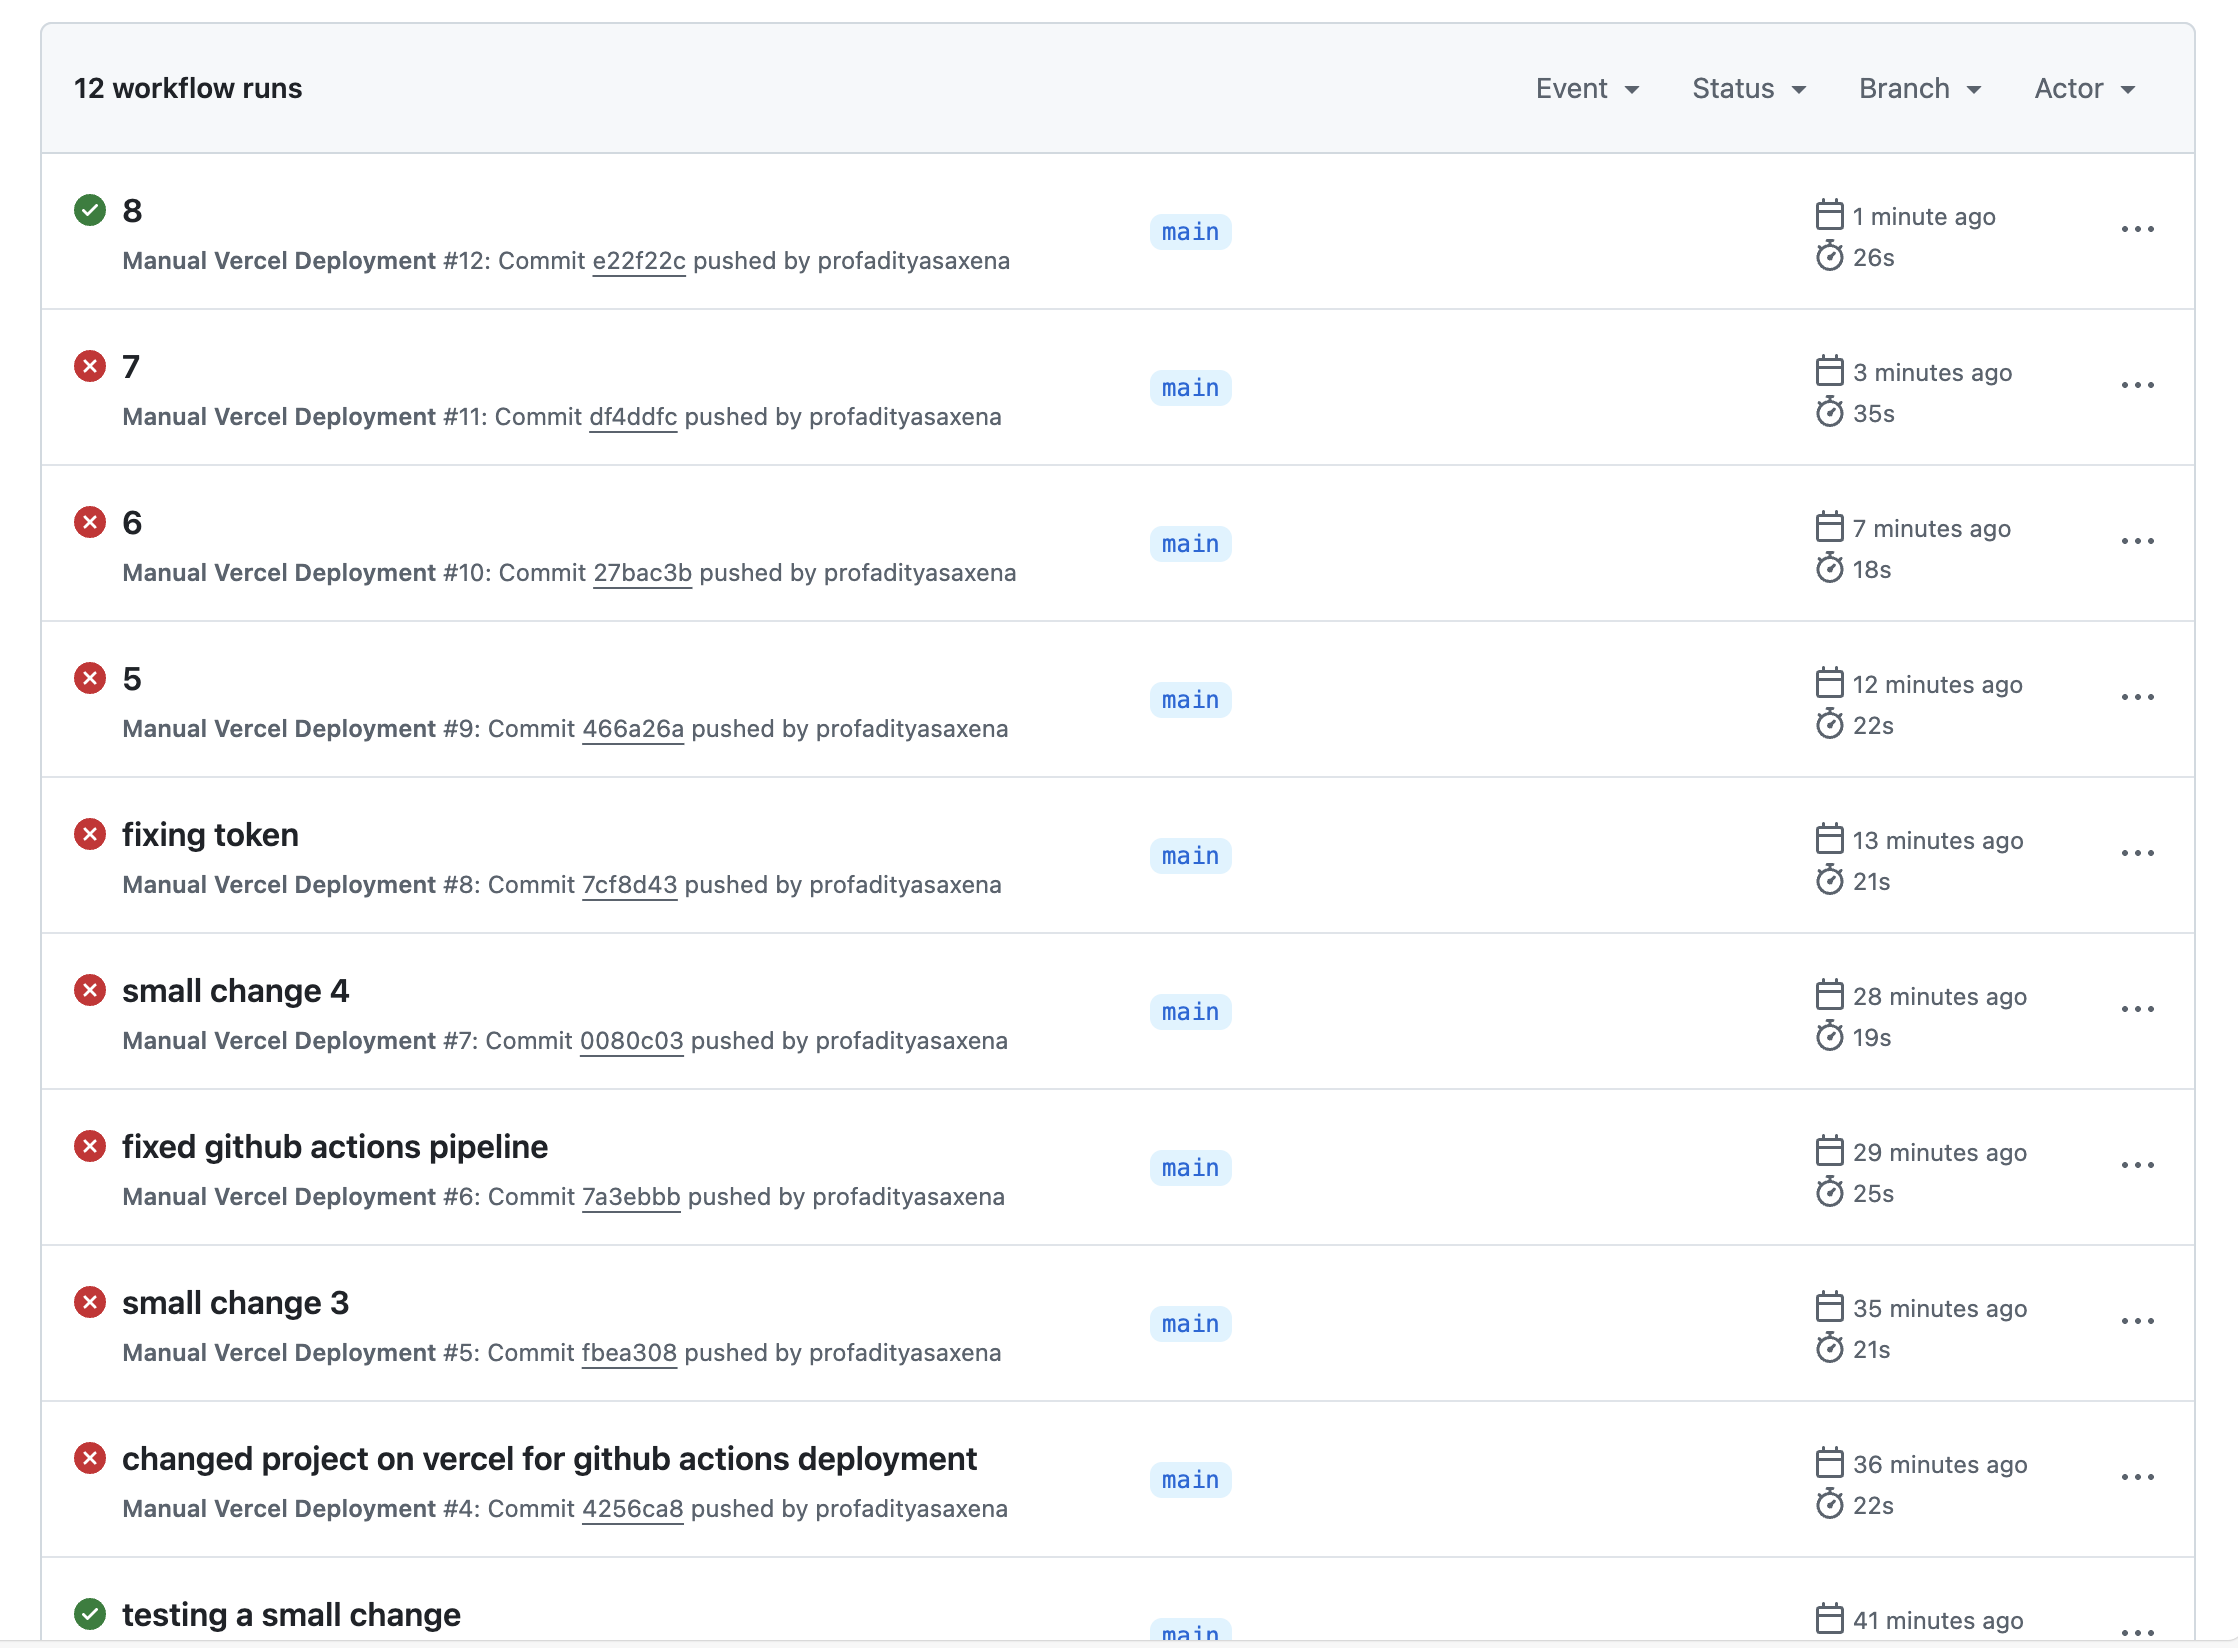 12 workflow runs
Event Status Branch Actor
8
Manual Vercel Deployment #12: Commit e22f22c pushed by profadityasaxena
main
1 minute ago
26s
7
Manual Vercel Deployment #11: Commit df4ddfc pushed by profadityasaxena
main
3 minutes ago
35s
6
Manual Vercel Deployment #10: Commit 27bac3b pushed by profadityasaxena
main
7 minutes ago
18s
5
Manual Vercel Deployment #9: Commit 466a26a pushed by profadityasaxena
main
12 minutes ago
22s
fixing token
Manual Vercel Deployment #8: Commit 7cf8d43 pushed by profadityasaxena
main
13 minutes ago
21s
small change 4
Manual Vercel Deployment #7: Commit 0080c03 pushed by profadityasaxena
main
28 minutes ago
19s
fixed github actions pipeline
Manual Vercel Deployment #6: Commit 7a3ebbb pushed by profadityasaxena
main
29 minutes ago
25s
small change 3
Manual Vercel Deployment #5: Commit fbea308 pushed by profadityasaxena
main
35 minutes ago
21s
changed project on vercel for github actions deployment
Manual Vercel Deployment #4: Commit 4256ca8 pushed by profadityasaxena
main
36 minutes ago
22s
testing a small change
main
41 minutes ago